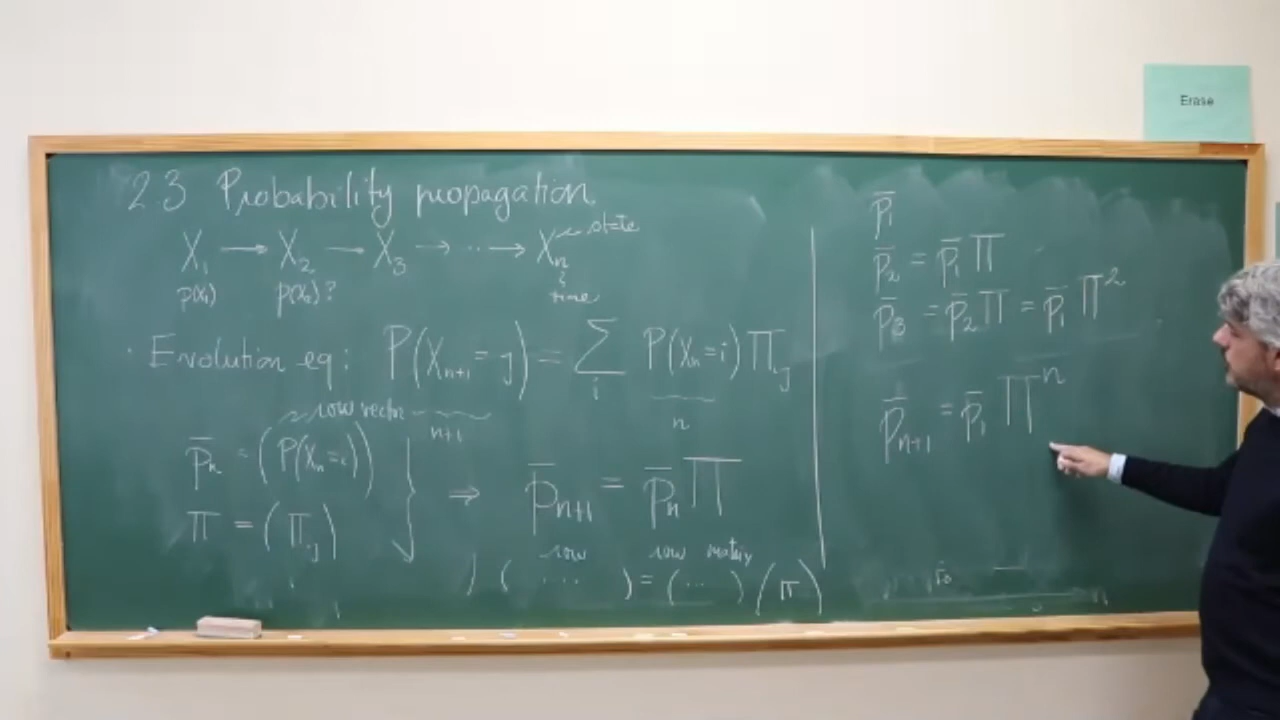 Erase
2.3 Probability propagation
X₁ → X₂ → X₃ → ·· → Xₙ state
p(x₁) p(x₂)? time
· Evolution eq: P(Xₙ₊₁ = j) = Σᵢ P(Xₙ = i) Πᵢⱼ
row vector n+1 n
p̄ₙ = (P(Xₙ = i))
Π = (Πᵢⱼ)
⇒ p̄ₙ₊₁ = p̄ₙ Π
row row matrix
( ···· ) = ( ··· ) ( Π )
p̄₁
p̄₂ = p̄₁ Π
p̄₃ = p̄₂ Π = p̄₁ Π²
p̄ₙ₊₁ = p̄₁ Πⁿ